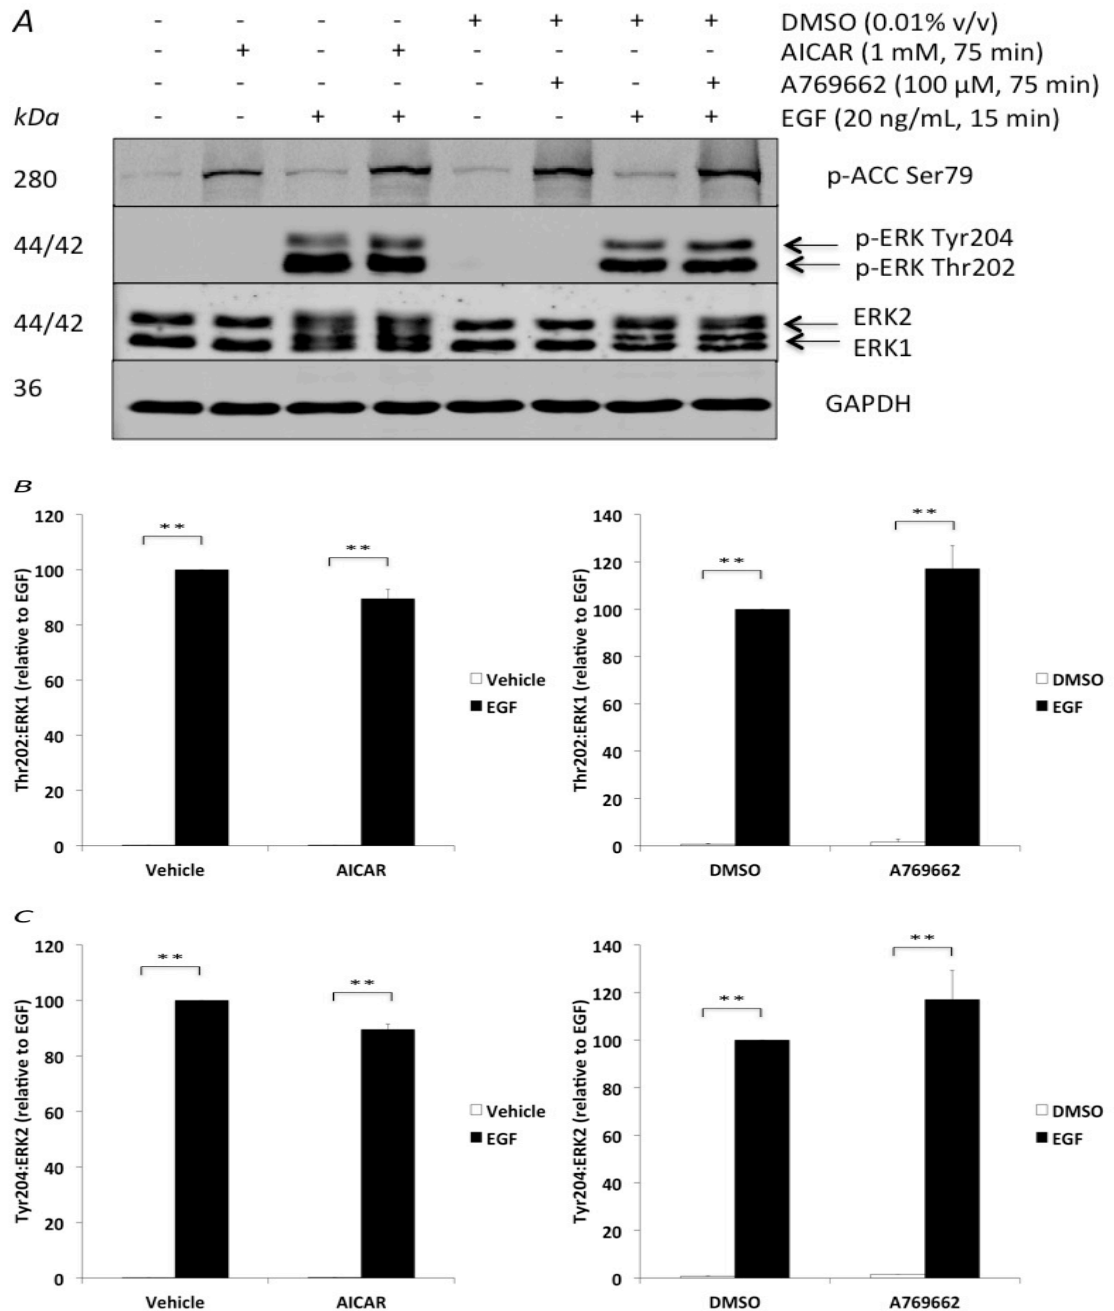 A - - - - + + + + DMSO (0.01% v/v)
- + - + - - - - AICAR (1 mM, 75 min)
- - - - - + - + A769662 (100 µM, 75 min)
kDa - - + + - - + + EGF (20 ng/mL, 15 min)
280 p-ACC Ser79
44/42 p-ERK Tyr204
p-ERK Thr202
44/42 ERK2
ERK1
36 GAPDH
B
Thr202:ERK1 (relative to EGF)
120
100
80
60
40
20
0
**
**
Vehicle
AICAR
Vehicle
EGF
Thr202:ERK1 (relative to EGF)
140
120
100
80
60
40
20
0
**
**
DMSO
A769662
DMSO
EGF
C
Tyr204:ERK2 (relative to EGF)
120
100
80
60
40
20
0
**
**
Vehicle
AICAR
Vehicle
EGF
Tyr204:ERK2 (relative to EGF)
140
120
100
80
60
40
20
0
**
**
DMSO
A769662
DMSO
EGF